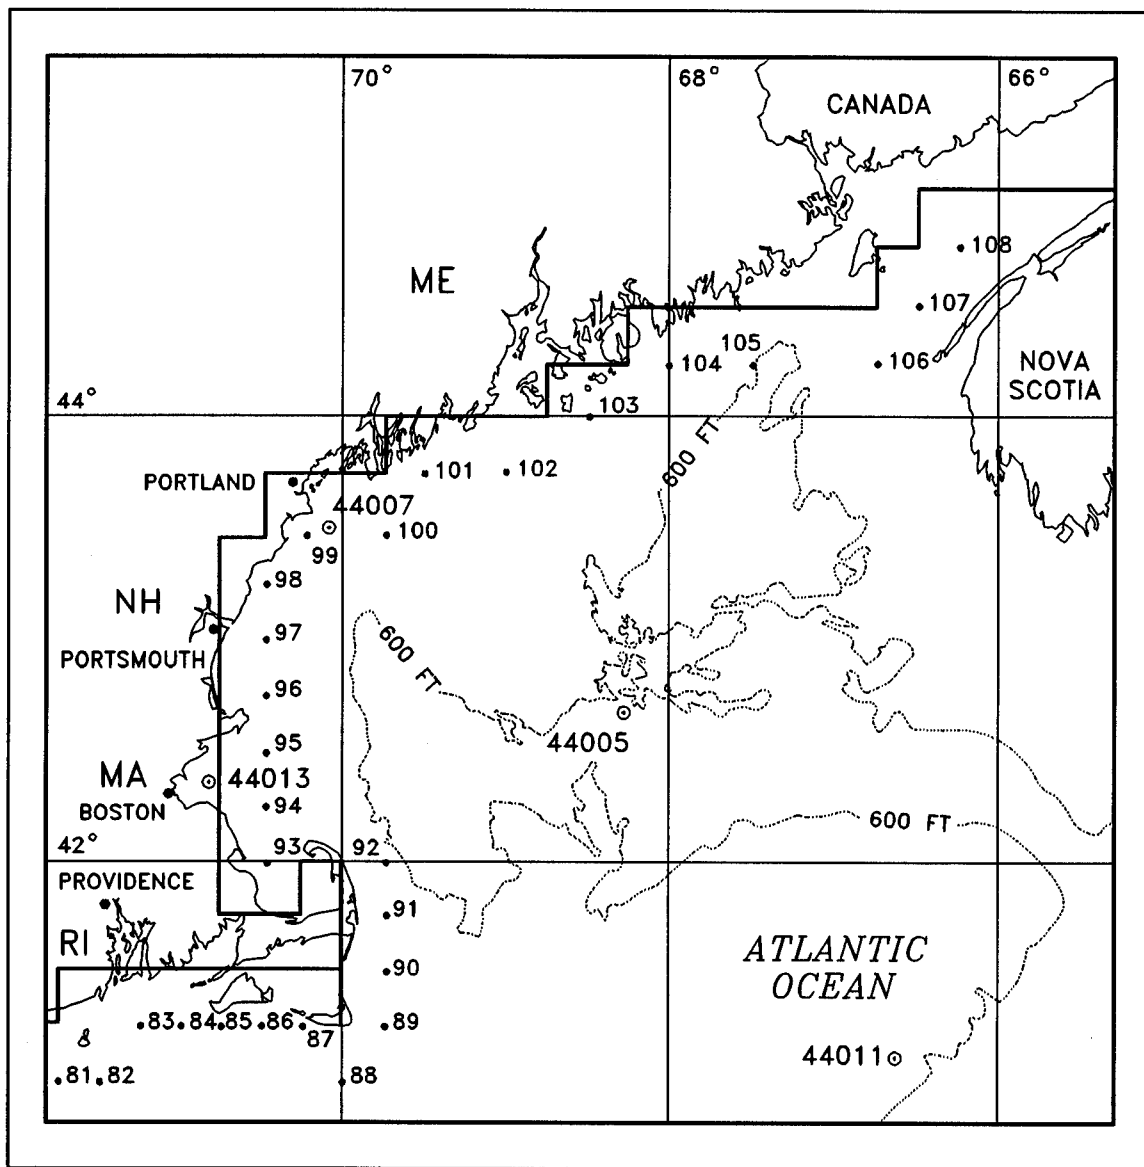 70°
68°
66°
CANADA
ME
108
107
105
104
106
NOVA
SCOTIA
44°
103
600 FT
PORTLAND
101
102
44007
99
100
98
NH
97
PORTSMOUTH
600 FT
96
95
44005
MA
44013
BOSTON
94
600 FT
42°
93
92
PROVIDENCE
91
RI
ATLANTIC
OCEAN
90
83
84
85
86
87
89
44011
81
82
88